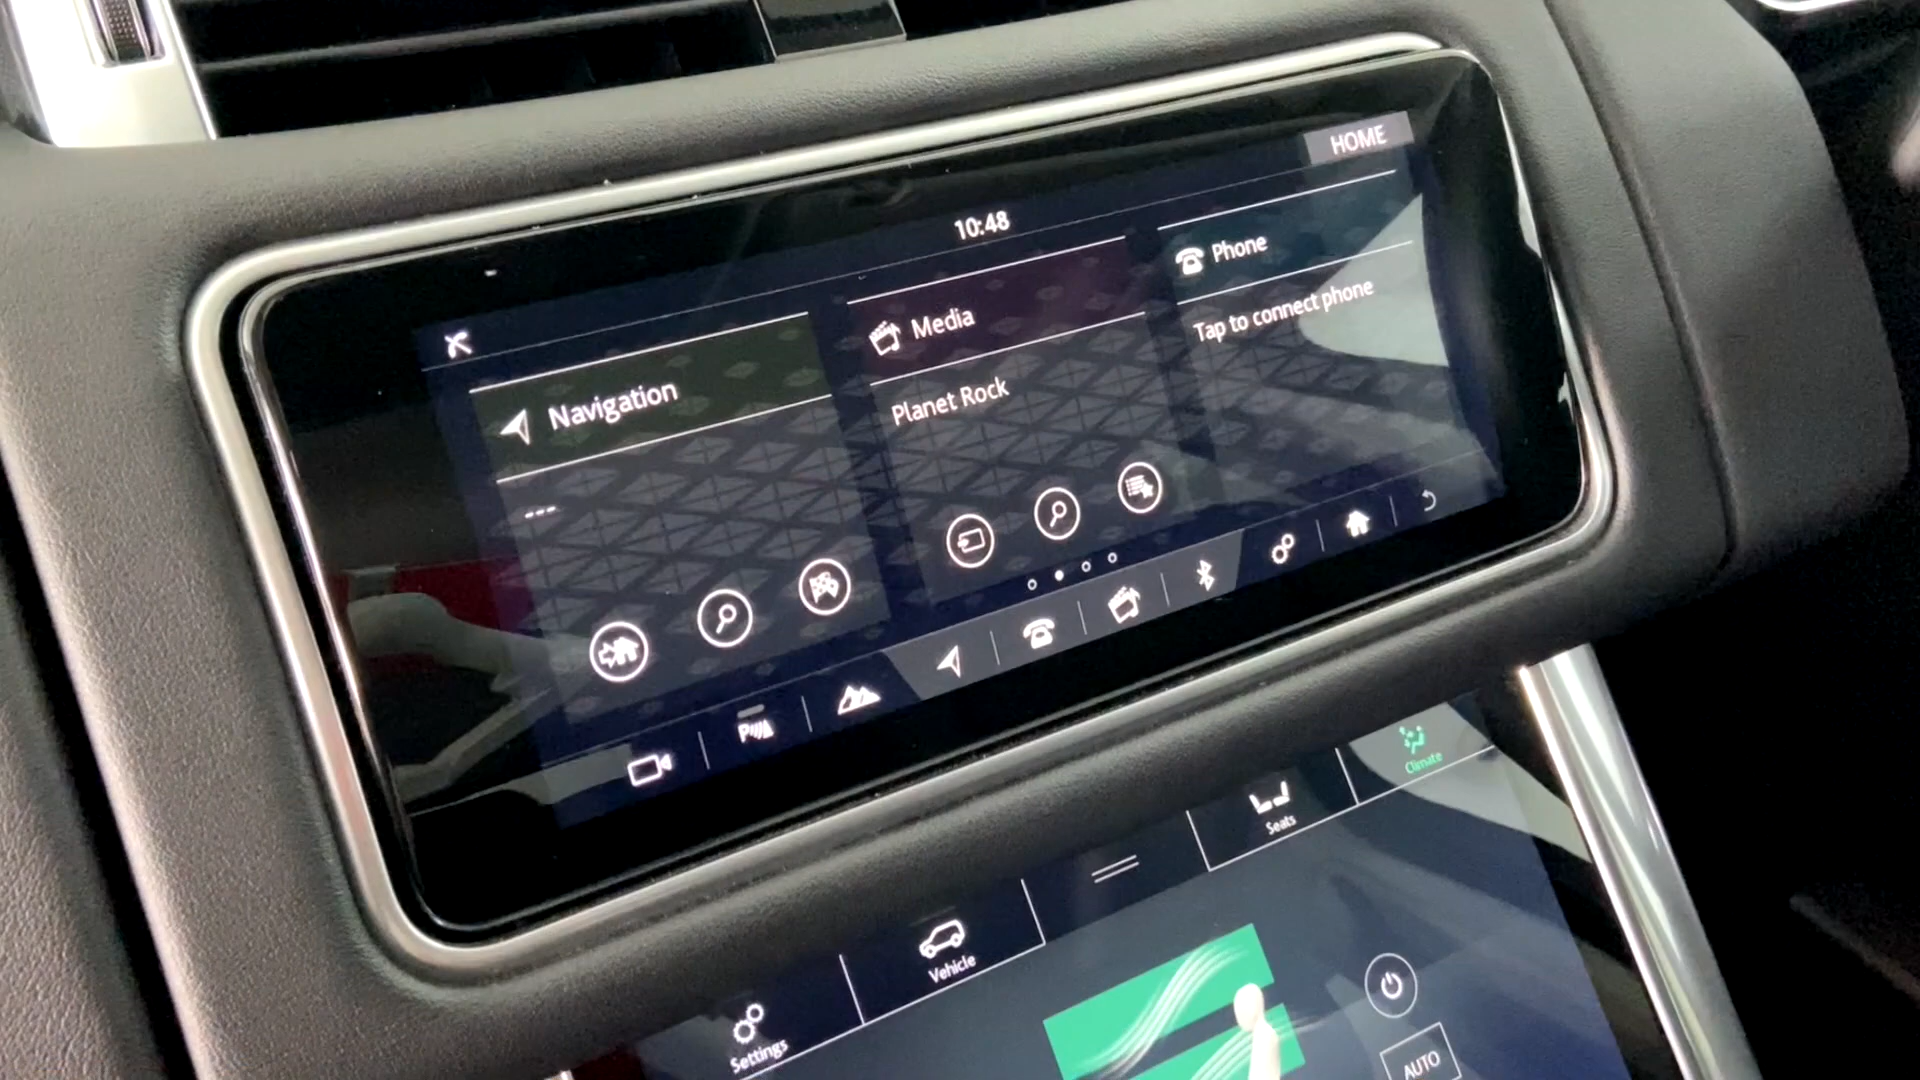 HOME
10:48
Navigation
---
Media
Planet Rock
Phone
Tap to connect phone
P
Settings
Vehicle
Seats
Climate
AUTO